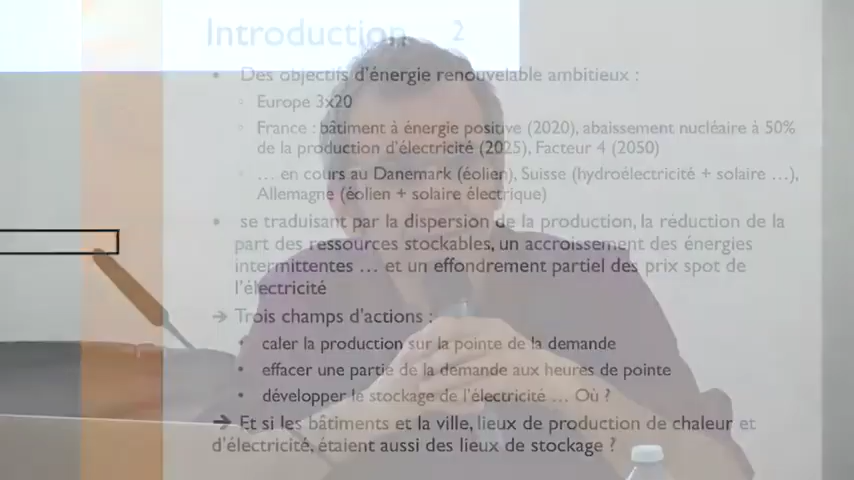 Introduction 2
• Des objectifs d'énergie renouvelable ambitieux :
◦ Europe 3x20
◦ France : bâtiment à énergie positive (2020), abaissement nucléaire à 50%
de la production d'électricité (2025), Facteur 4 (2050)
◦ … en cours au Danemark (éolien), Suisse (hydroélectricité + solaire …),
Allemagne (éolien + solaire électrique)
• se traduisant par la dispersion de la production, la réduction de la
part des ressources stockables, un accroissement des énergies
intermittentes … et un effondrement partiel des prix spot de
l'électricité
→ Trois champs d'actions :
• caler la production sur la pointe de la demande
• effacer une partie de la demande aux heures de pointe
• développer le stockage de l'électricité … Où ?
→ Et si les bâtiments et la ville, lieux de production de chaleur et
d'électricité, étaient aussi des lieux de stockage ?